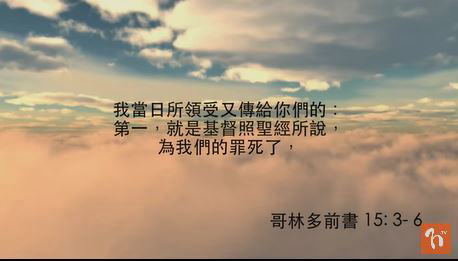 我當日所領受又傳給你們的：
第一，就是基督照聖經所說，
為我們的罪死了，
哥林多前書 15: 3- 6
TV